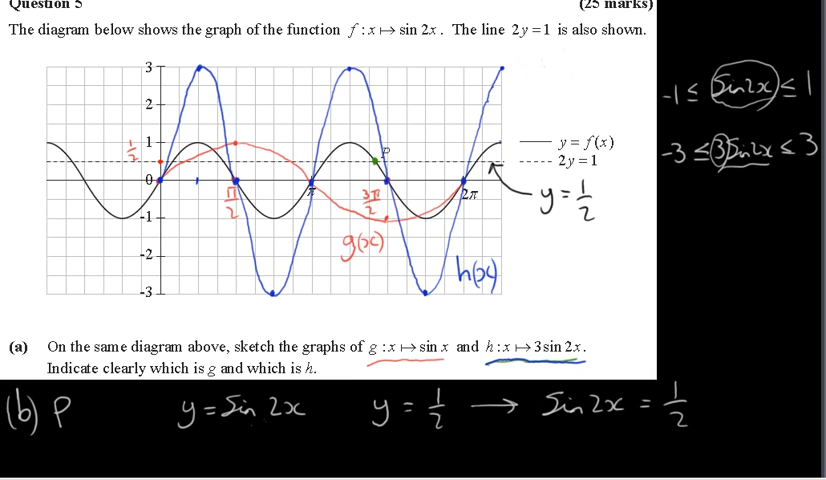 Question 5 (25 marks)
The diagram below shows the graph of the function f : x ↦ sin 2x. The line 2y = 1 is also shown.
-1 ≤ Sin2x ≤ 1
-3 ≤ 3Sin2x ≤ 3
3
2
1
0
-1
-2
-3
1/2
π/2
π
3π/2
2π
P
y = f(x)
2y = 1
y = 1/2
g(x)
h(x)
(a) On the same diagram above, sketch the graphs of g : x ↦ sin x and h : x ↦ 3 sin 2x.
Indicate clearly which is g and which is h.
(b) P y = Sin 2x y = 1/2 → Sin 2x = 1/2